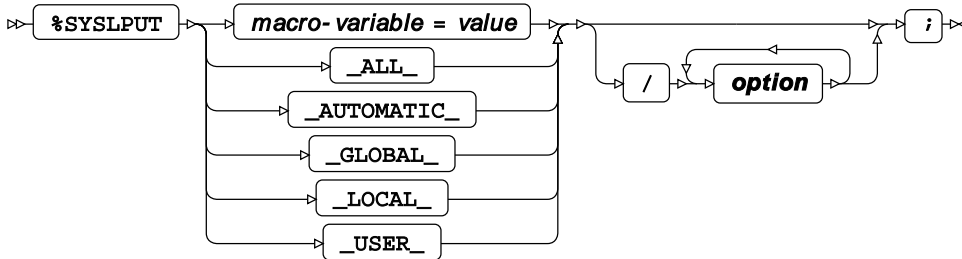 %SYSLPUT macro-variable = value ;
_ALL_
/ option
_AUTOMATIC_
_GLOBAL_
_LOCAL_
_USER_